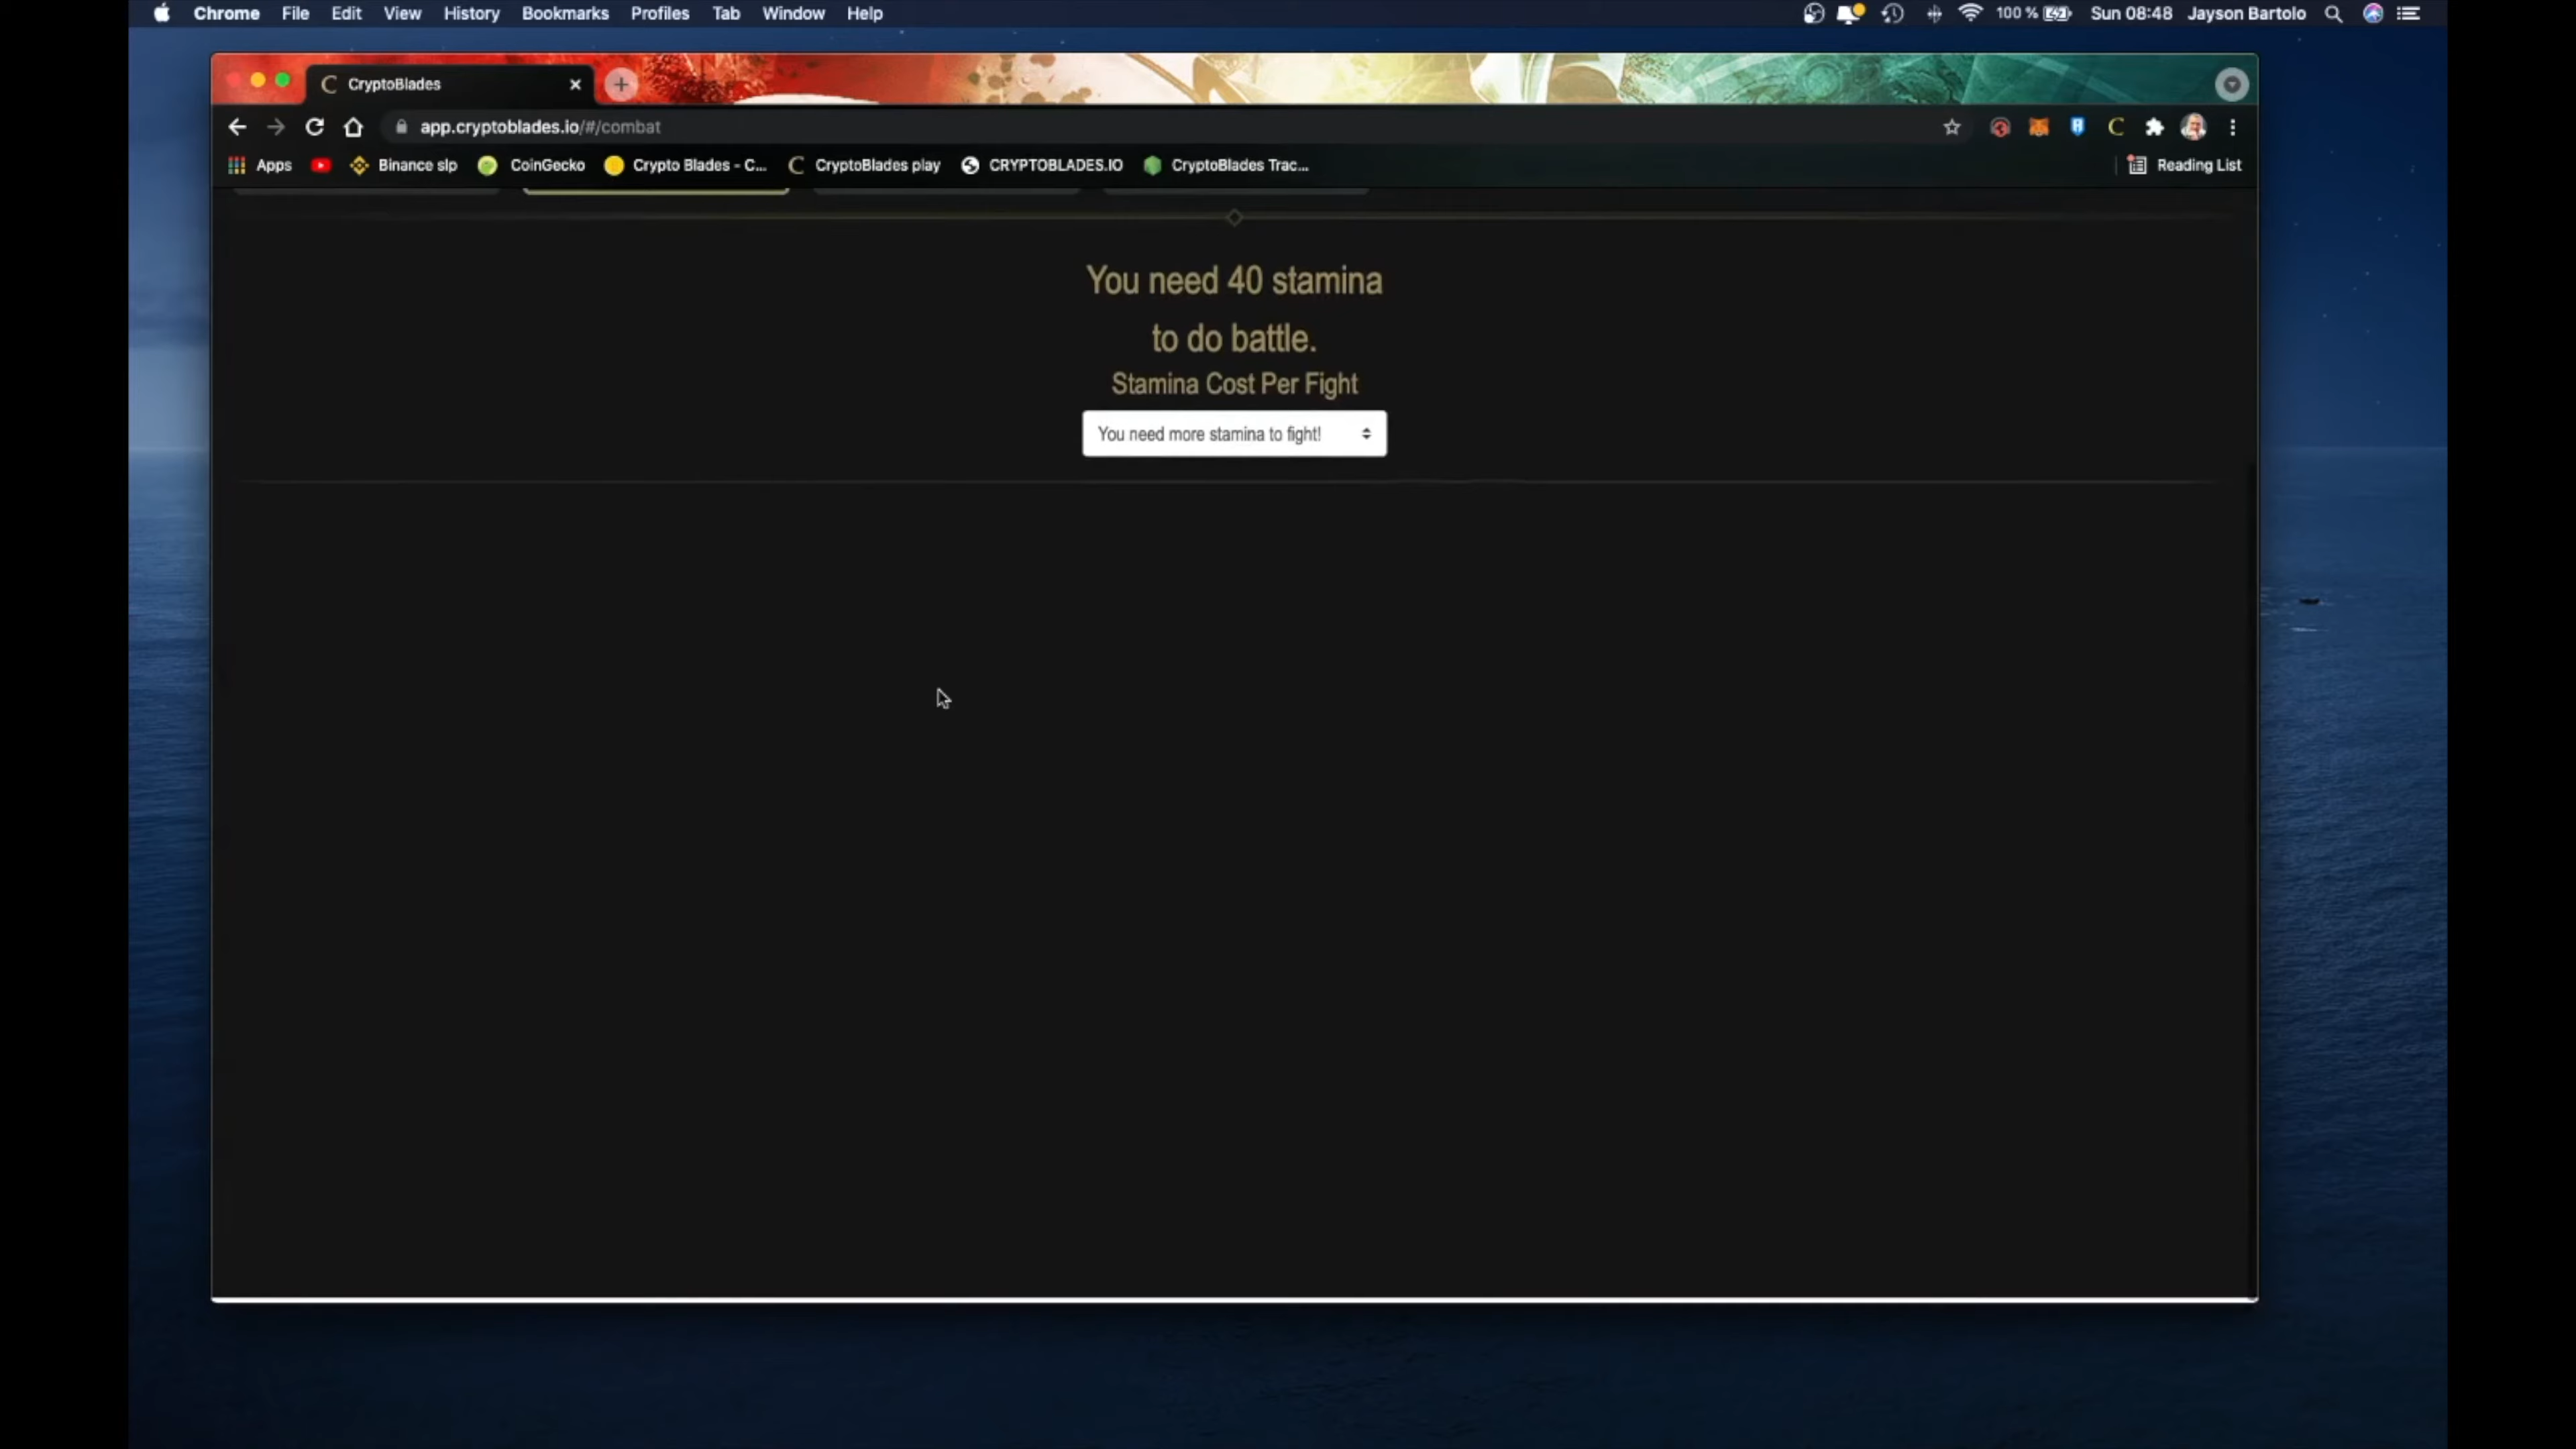 Chrome File Edit View History Bookmarks Profiles Tab Window Help 100 % Sun 08:48 Jayson Bartolo
CryptoBlades
app.cryptoblades.io/#/combat
Apps Binance slp CoinGecko Crypto Blades - C... CryptoBlades play CRYPTOBLADES.IO CryptoBlades Trac... Reading List
You need 40 stamina
to do battle.
Stamina Cost Per Fight
You need more stamina to fight!